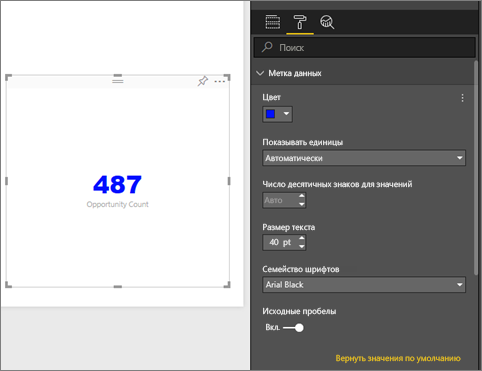 Поиск
Метка данных
Цвет
Показывать единицы
Автоматически
Число десятичных знаков для значений
Авто
Размер текста
40 pt
Семейство шрифтов
Arial Black
Исходные пробелы
Вкл.
Вернуть значения по умолчанию
487
Opportunity Count